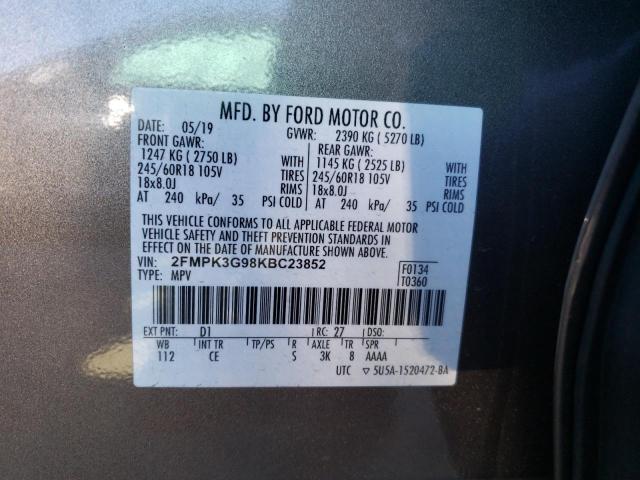 MFD. BY FORD MOTOR CO.
DATE: 05/19 GVWR: 2390 KG ( 5270 LB)
FRONT GAWR: REAR GAWR:
1247 KG ( 2750 LB) WITH 1145 KG ( 2525 LB) WITH
245/60R18 105V TIRES 245/60R18 105V TIRES
18x8.0J RIMS 18x8.0J RIMS
AT 240 kPa/ 35 PSI COLD AT 240 kPa/ 35 PSI COLD
THIS VEHICLE CONFORMS TO ALL APPLICABLE FEDERAL MOTOR
VEHICLE SAFETY AND THEFT PREVENTION STANDARDS IN
EFFECT ON THE DATE OF MANUFACTURE SHOWN ABOVE.
VIN: 2FMPK3G98KBC23852 F0134
TYPE: MPV T0360
EXT PNT: D1 RC: 27 DSO:
WB INT TR TP/PS R AXLE TR SPR
112 CE S 3K 8 AAAA
UTC ▽ 5U5A-1520472-BA